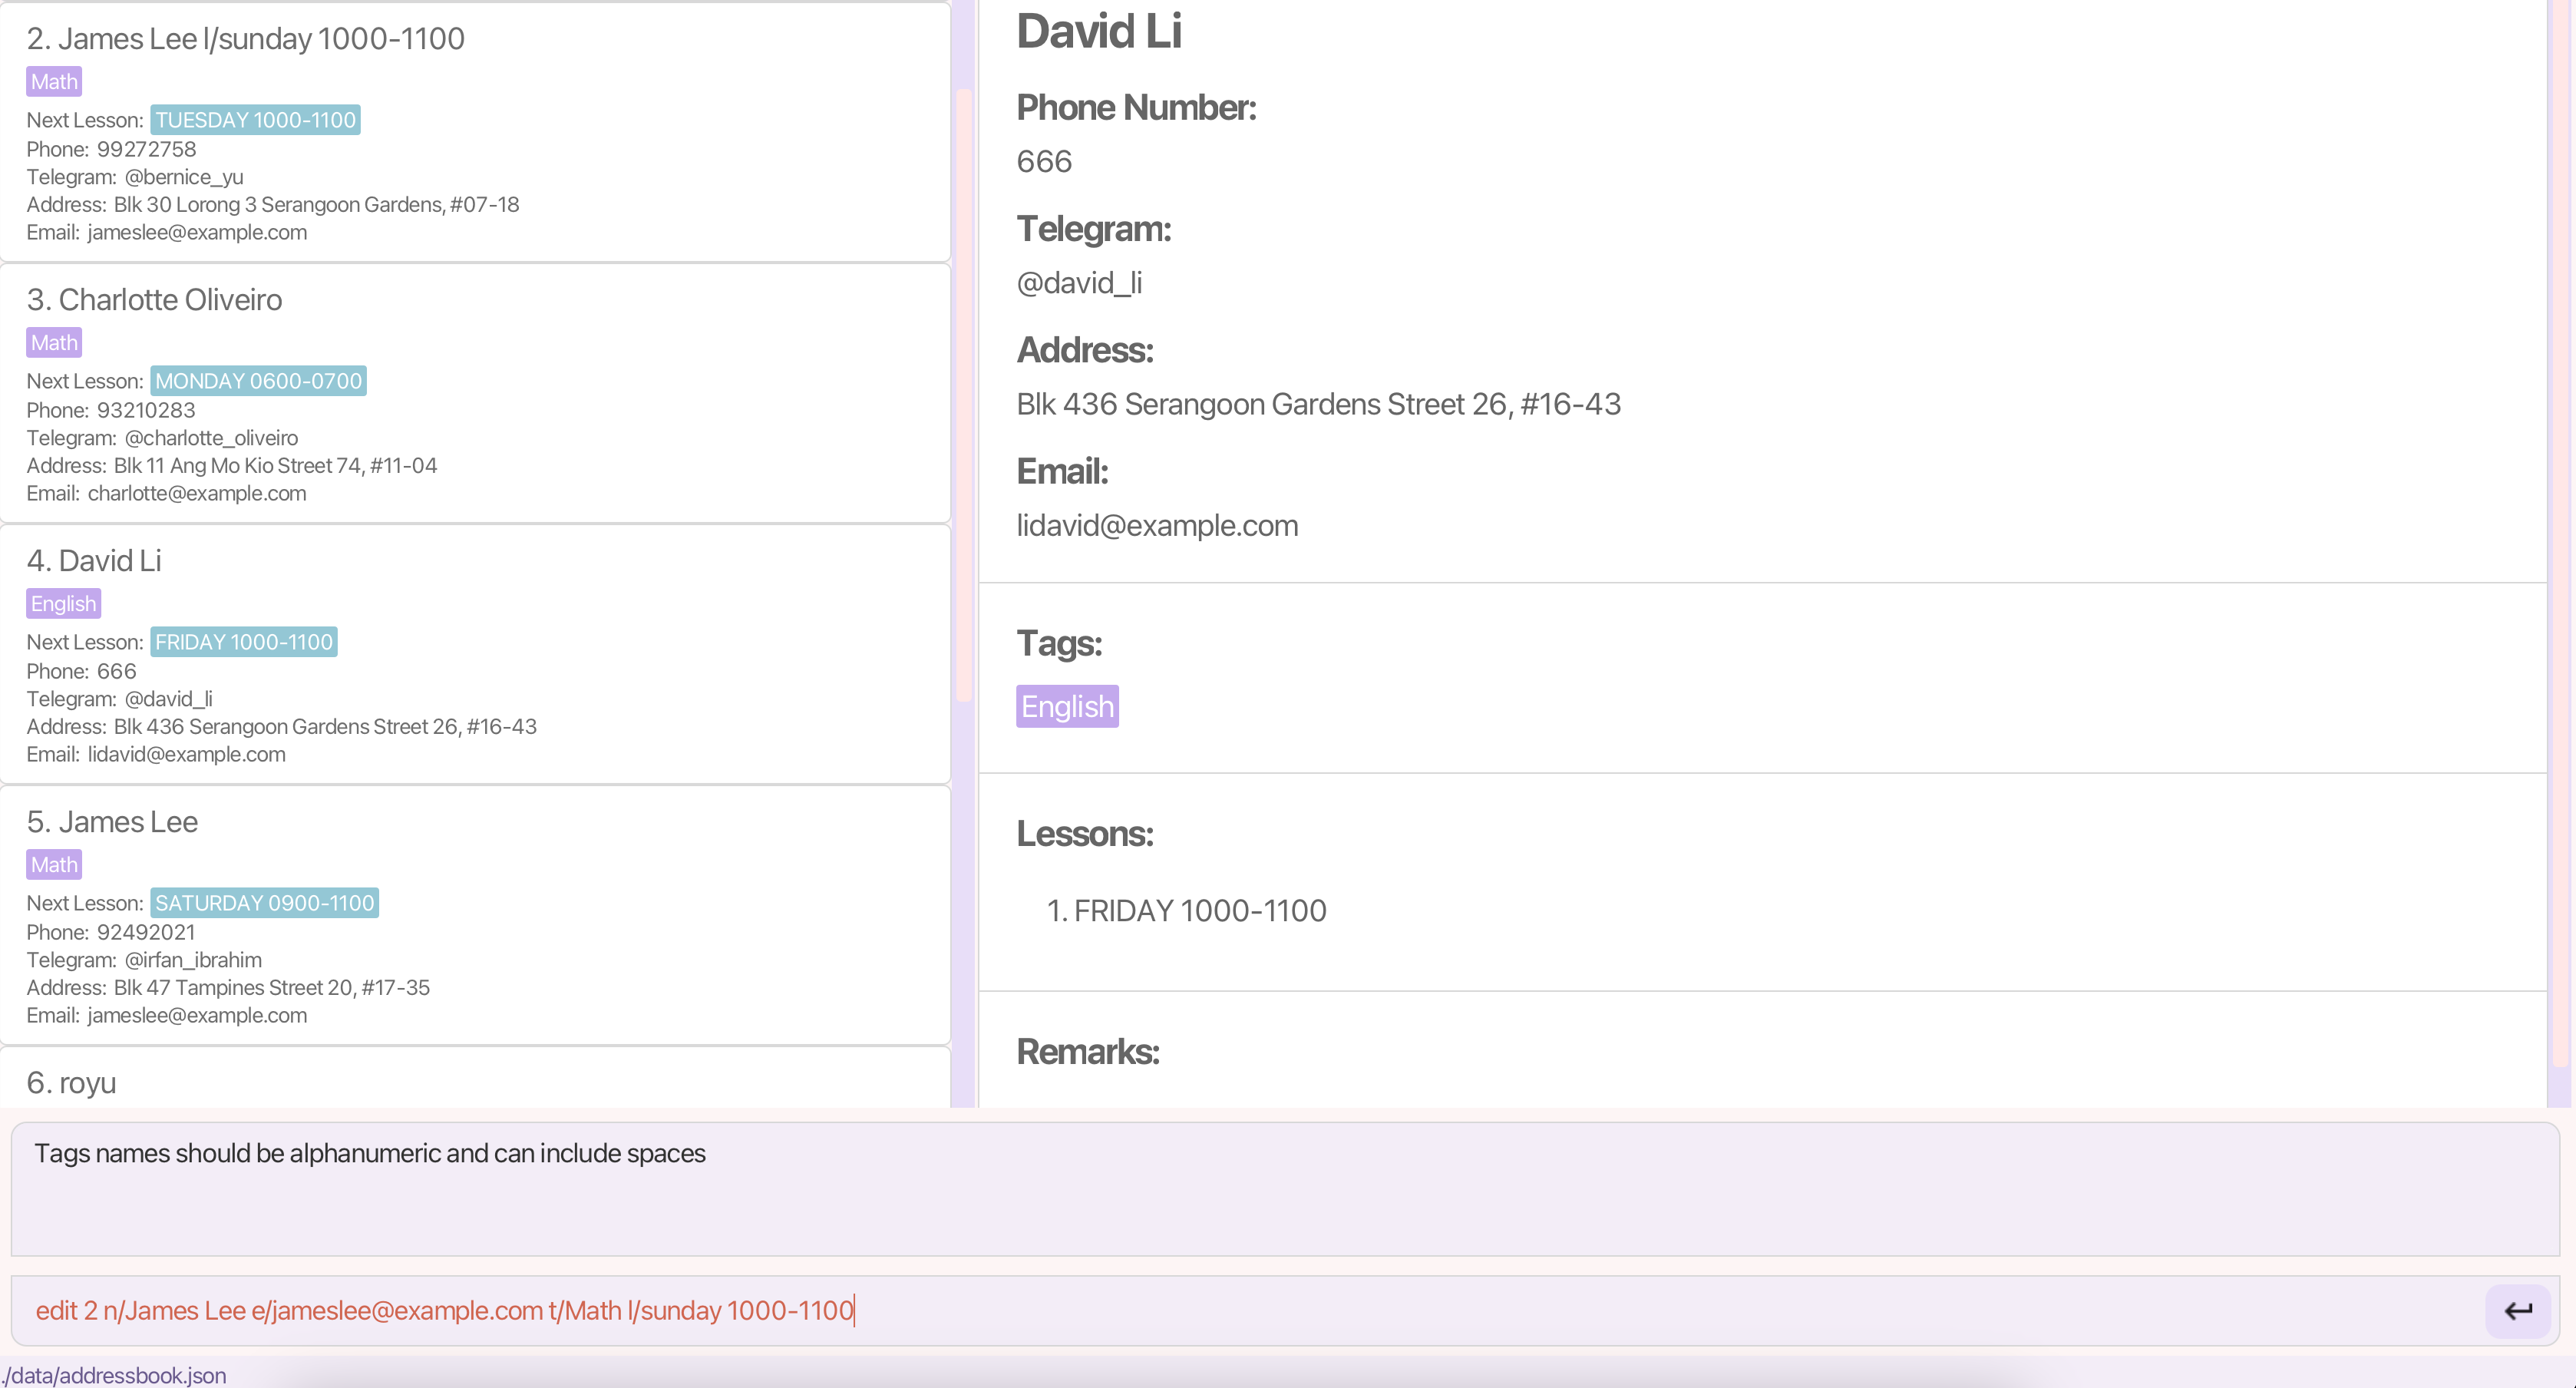 2. James Lee l/sunday 1000-1100
Math
Next Lesson: TUESDAY 1000-1100
Phone: 99272758
Telegram: @bernice_yu
Address: Blk 30 Lorong 3 Serangoon Gardens, #07-18
Email: jameslee@example.com
3. Charlotte Oliveiro
Math
Next Lesson: MONDAY 0600-0700
Phone: 93210283
Telegram: @charlotte_oliveiro
Address: Blk 11 Ang Mo Kio Street 74, #11-04
Email: charlotte@example.com
4. David Li
English
Next Lesson: FRIDAY 1000-1100
Phone: 666
Telegram: @david_li
Address: Blk 436 Serangoon Gardens Street 26, #16-43
Email: lidavid@example.com
5. James Lee
Math
Next Lesson: SATURDAY 0900-1100
Phone: 92492021
Telegram: @irfan_ibrahim
Address: Blk 47 Tampines Street 20, #17-35
Email: jameslee@example.com
6. royu
David Li
Phone Number:
666
Telegram:
@david_li
Address:
Blk 436 Serangoon Gardens Street 26, #16-43
Email:
lidavid@example.com
Tags:
English
Lessons:
1. FRIDAY 1000-1100
Remarks:
Tags names should be alphanumeric and can include spaces
edit 2 n/James Lee e/jameslee@example.com t/Math l/sunday 1000-1100
./data/addressbook.json